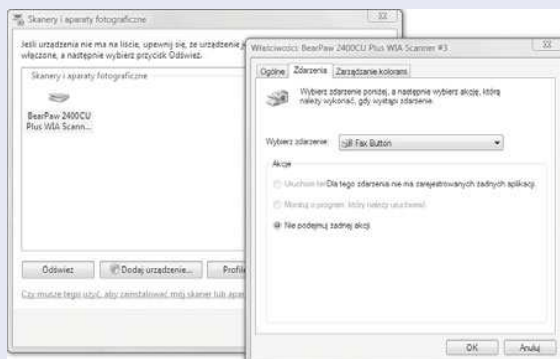 Skanery i aparaty fotograficzne
Jeśli urządzenia nie ma na liście, upewnij się, że urządzenie
włączone, a następnie wybierz przycisk Odśwież.
Skanery i aparaty fotograficzne
BearPaw 2400CU
Plus WIA Scann...
Odśwież
Dodaj urządzenie...
Profile
Czy muszę tego użyć, aby zainstalować mój skaner lub apar
Właściwości: BearPaw 2400CU Plus WIA Scanner #3
Ogólne
Zdarzenia
Zarządzanie kolorami
Wybierz zdarzenie poniżej, a następnie wybierz akcję, którą
należy wykonać, gdy wystąpi zdarzenie.
Wybierz zdarzenie:
Fax Button
Akcje
Uruchom ten Dla tego zdarzenia nie ma zarejestrowanych żadnych aplikacji.
Monituj o program, który należy uruchomić.
Nie podejmuj żadnej akcji.
OK
Anuluj